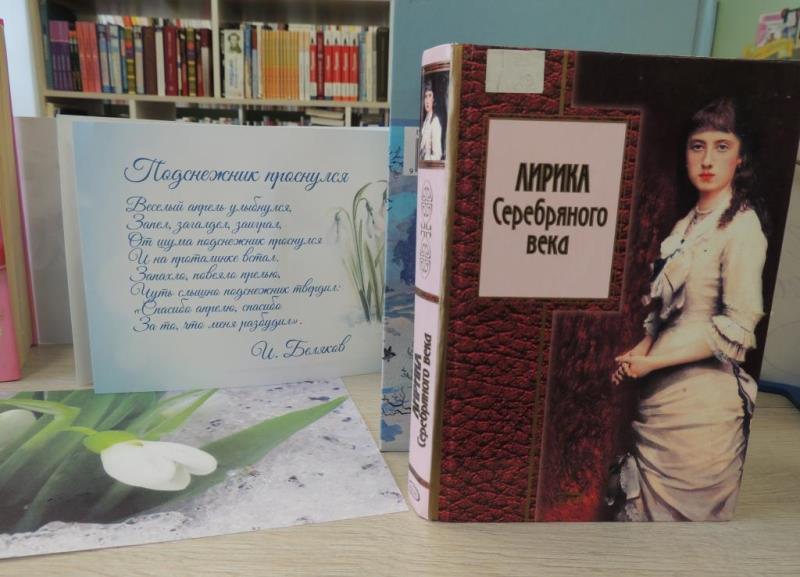 Подснежник проснулся
Веселый апрель улыбнулся,
Запел, загалдел, заиграл,
От шума подснежник проснулся
И на проталинке встал.
Запахло, повеяло прелью,
Чуть слышно подснежник твердил:
«Спасибо апрелю, спасибо
За то, что меня разбудил».
И. Беляков
ЛИРИКА
Серебряного
века
ЛИРИКА
Серебряного века